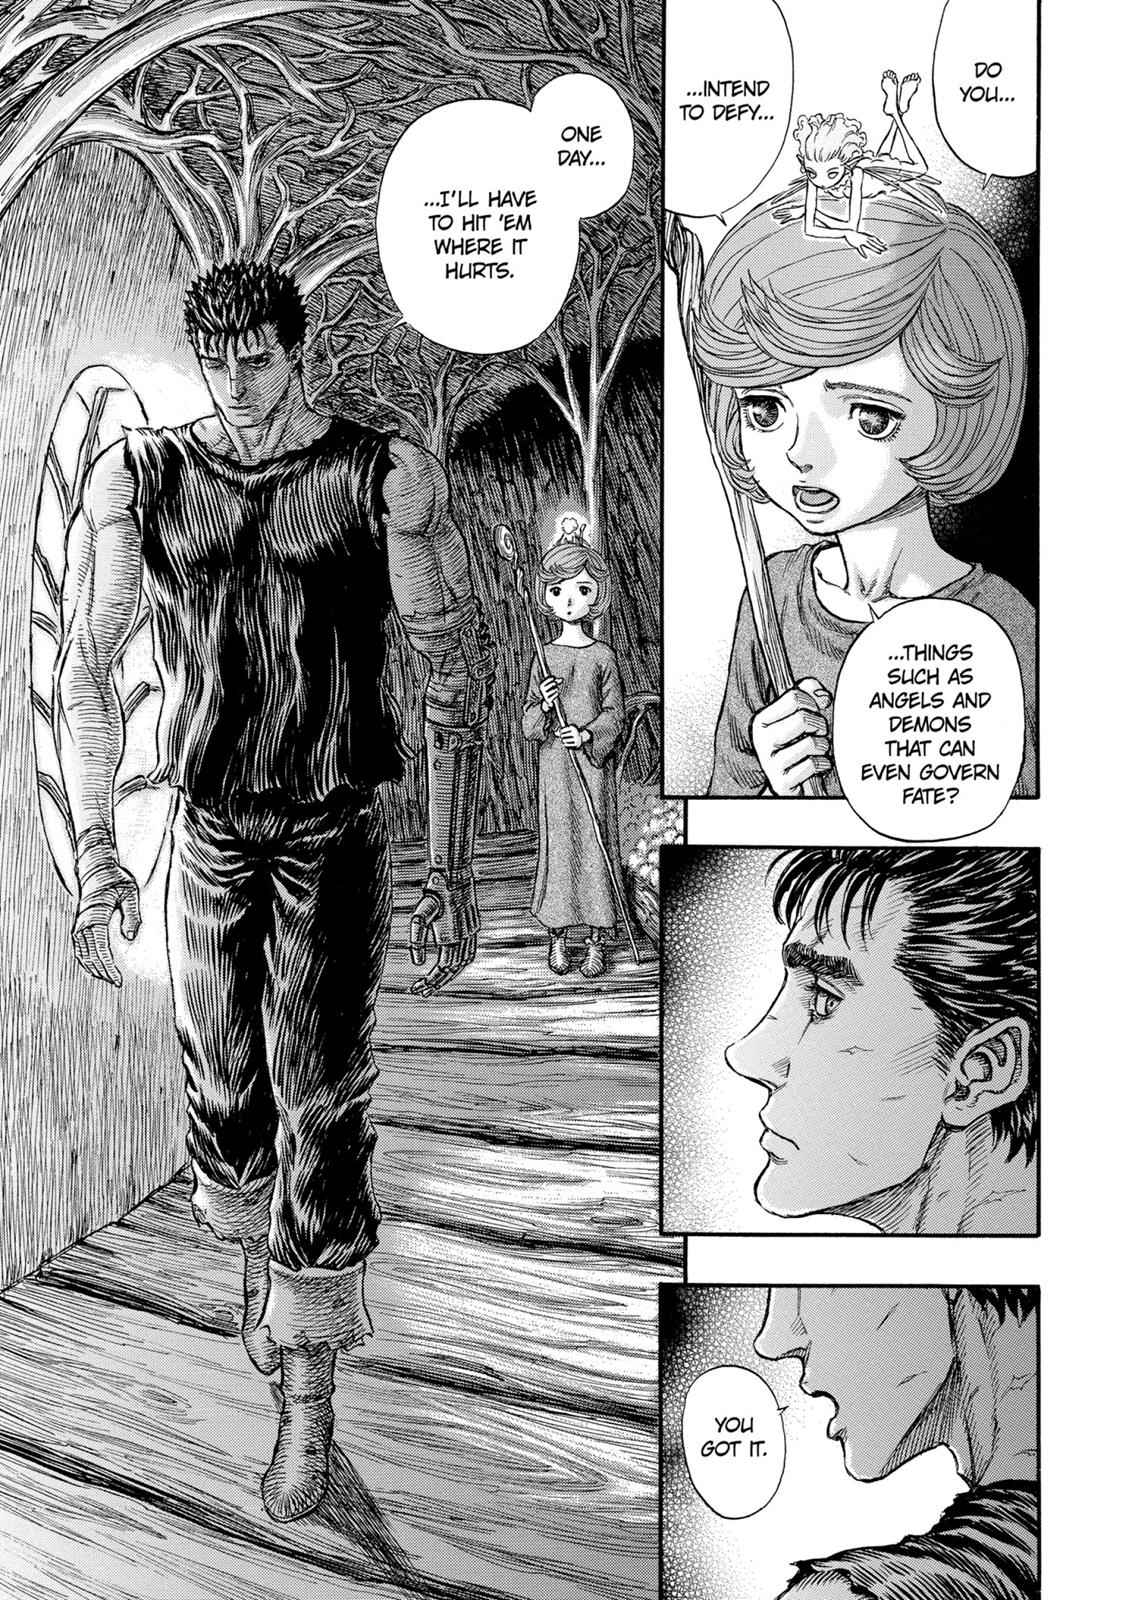 DO
YOU...
...INTEND
TO DEFY...
...THINGS
SUCH AS
ANGELS AND
DEMONS
THAT CAN
EVEN GOVERN
FATE?
YOU
GOT IT.
ONE
DAY...
...I'LL HAVE
TO HIT 'EM
WHERE IT
HURTS.